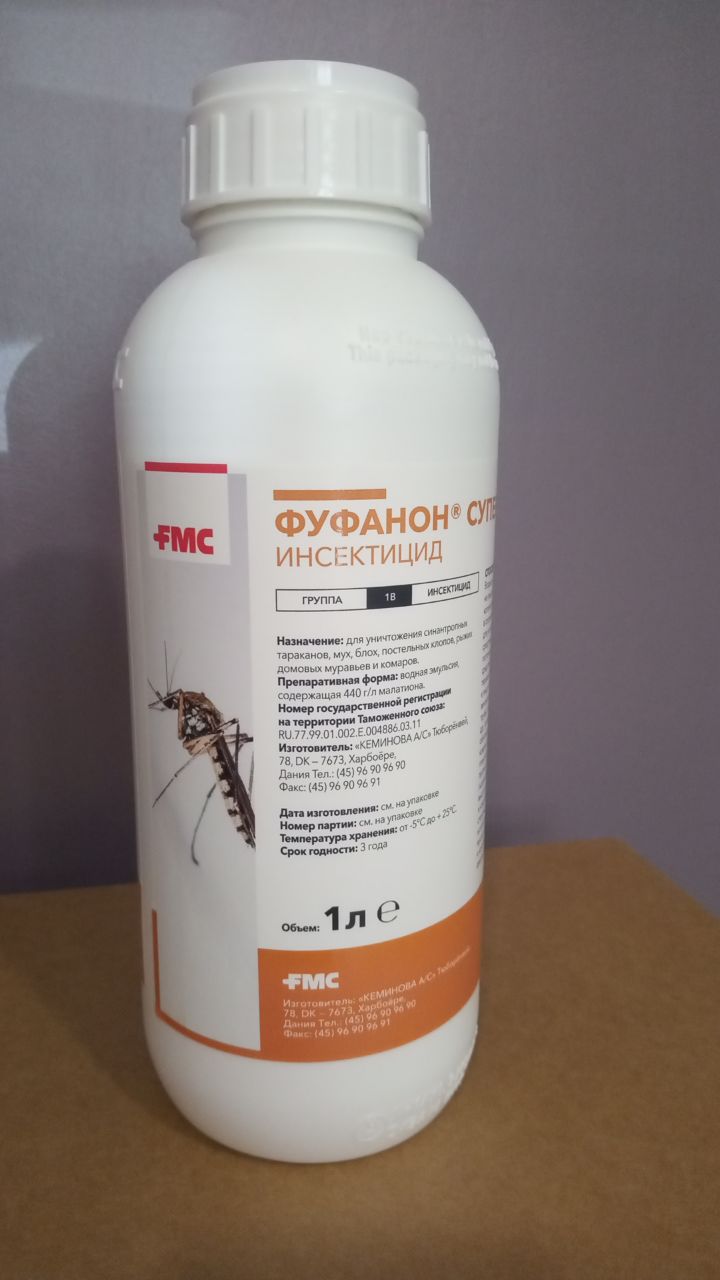 This packaging
FMC
ФУФАНОН®
ИНСЕКТИЦИД
ГРУППА 1B ИНСЕКТИЦИД
Назначение: для уничтожения синантропных
тараканов, мух, блох, постельных клопов, рыжих
домовых муравьев и комаров.
Препаративная форма: водная эмульсия,
содержащая 440 г/л малатиона.
Номер государственной регистрации
на территории Таможенного союза:
RU.77.99.01.002.E.004886.03.11
Изготовитель: «КЕМИНОВА А/С» Тюборёнвей,
78, DK – 7673, Харбоёре,
Дания Тел.: (45) 96 90 96 90
Факс: (45) 96 90 96 91
Дата изготовления: см. на упаковке
Номер партии: см. на упаковке
Температура хранения: от -5°С до + 25°С.
Срок годности: 3 года
Объем: 1 л ℮
FMC
Изготовитель: «КЕМИНОВА А/С» Тюборёнвей,
78, DK – 7673, Харбоёре,
Дания Тел.: (45) 96 90 96 90
Факс: (45) 96 90 96 91